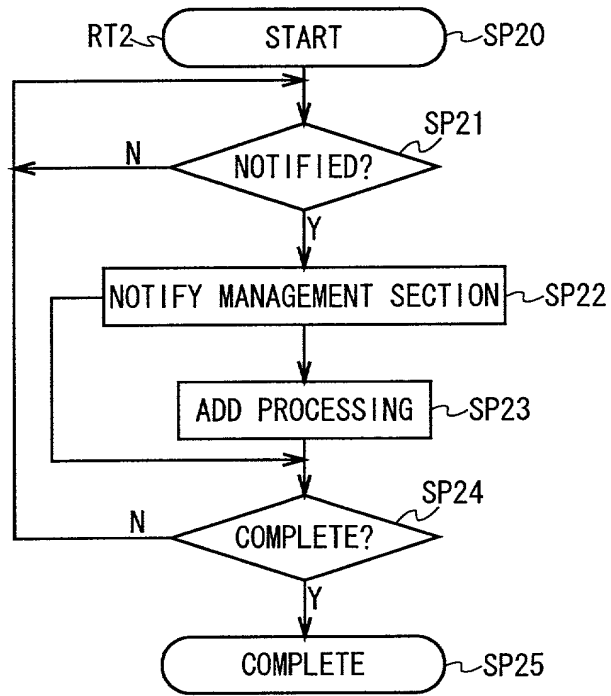 RT2 START SP20
SP21
N NOTIFIED?
Y
NOTIFY MANAGEMENT SECTION SP22
ADD PROCESSING SP23
SP24
N COMPLETE?
Y
COMPLETE SP25